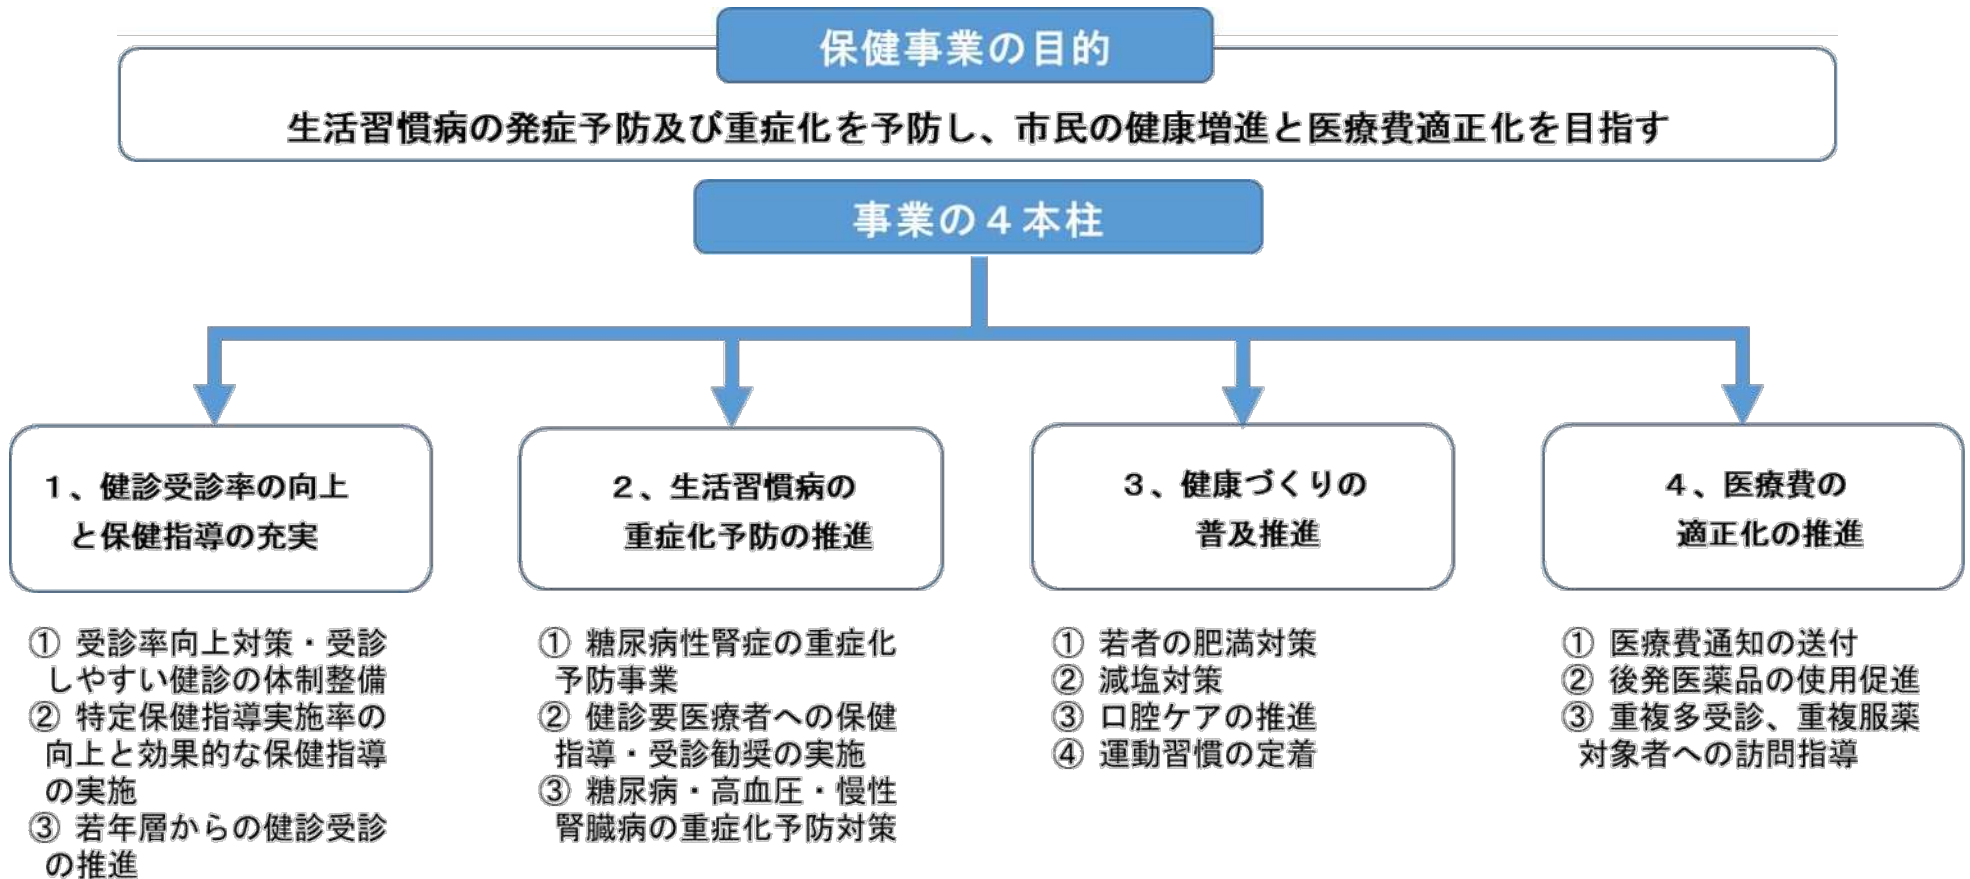 保健事業の目的
生活習慣病の発症予防及び重症化を予防し、市民の健康増進と医療費適正化を目指す
事業の４本柱
１、健診受診率の向上
と保健指導の充実
① 受診率向上対策・受診
しやすい健診の体制整備
② 特定保健指導実施率の
向上と効果的な保健指導
の実施
③ 若年層からの健診受診
の推進
２、生活習慣病の
重症化予防の推進
① 糖尿病性腎症の重症化
予防事業
② 健診要医療者への保健
指導・受診勧奨の実施
③ 糖尿病・高血圧・慢性
腎臓病の重症化予防対策
３、健康づくりの
普及推進
① 若者の肥満対策
② 減塩対策
③ 口腔ケアの推進
④ 運動習慣の定着
４、医療費の
適正化の推進
① 医療費通知の送付
② 後発医薬品の使用促進
③ 重複多受診、重複服薬
対象者への訪問指導